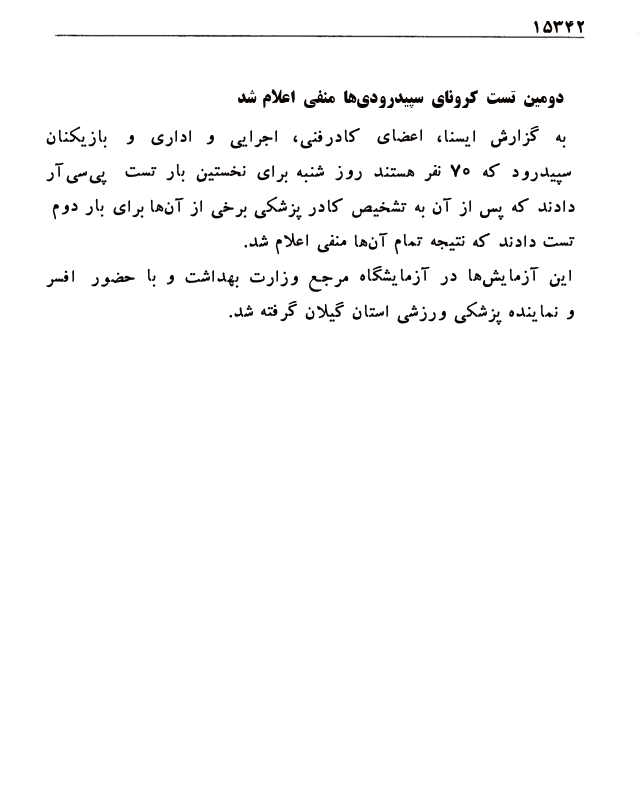 ۱۵۳۴۲
دومین تست کرونای سپیدرودی‌ها منفی اعلام شد
به گزارش ایسنا، اعضای کادرفنی، اجرایی و اداری و بازیکنان
سپیدرود که ۷۰ نفر هستند روز شنبه برای نخستین بار تست پی‌سی‌آر
دادند که پس از آن به تشخیص کادر پزشکی برخی از آن‌ها برای بار دوم
تست دادند که نتیجه تمام آن‌ها منفی اعلام شد.
این آزمایش‌ها در آزمایشگاه مرجع وزارت بهداشت و با حضور افسر
و نماینده پزشکی ورزشی استان گیلان گرفته شد.